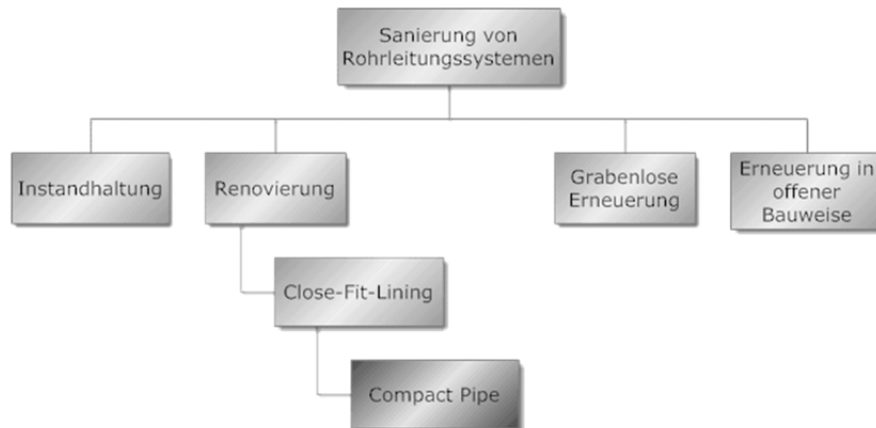 Sanierung von
Rohrleitungssystemen
Instandhaltung
Renovierung
Grabenlose
Erneuerung
Erneuerung in
offener
Bauweise
Close-Fit-Lining
Compact Pipe